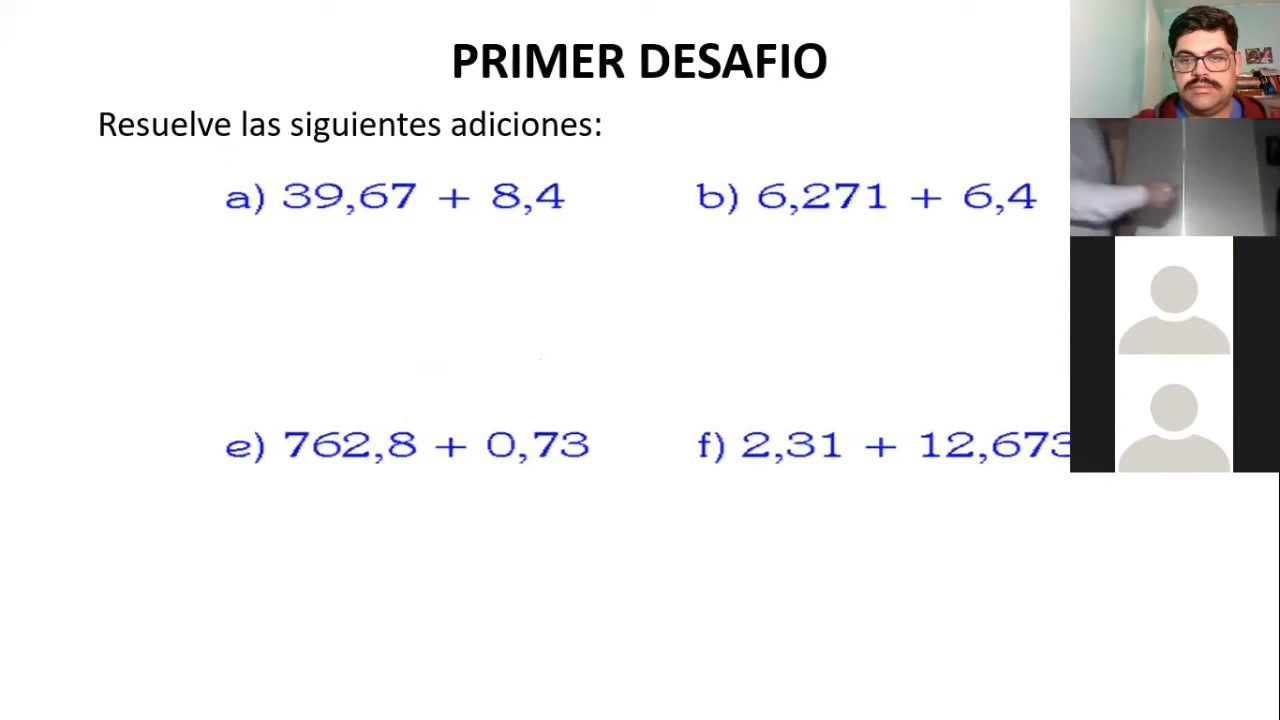 PRIMER DESAFIO
Resuelve las siguientes adiciones:
a) 39,67 + 8,4
b) 6,271 + 6,4
e) 762,8 + 0,73
f) 2,31 + 12,673